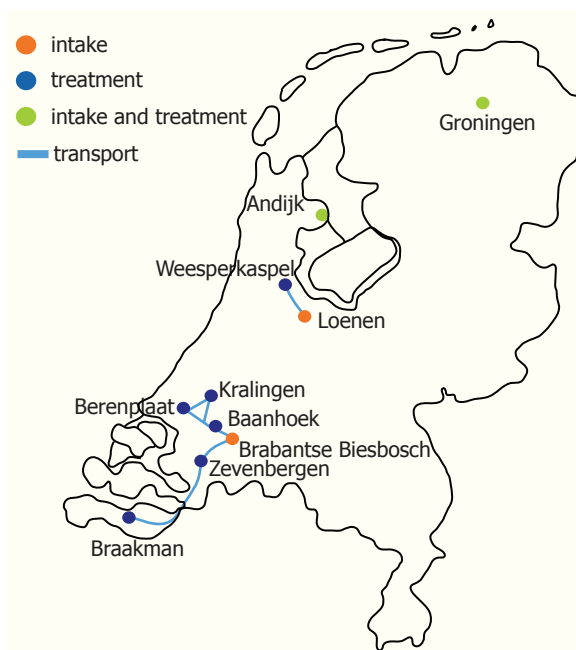 intake
treatment
intake and treatment
transport
Groningen
Andijk
Weesperkaspel
Loenen
Kralingen
Berenplaat
Baanhoek
Brabantse Biesbosch
Zevenbergen
Braakman